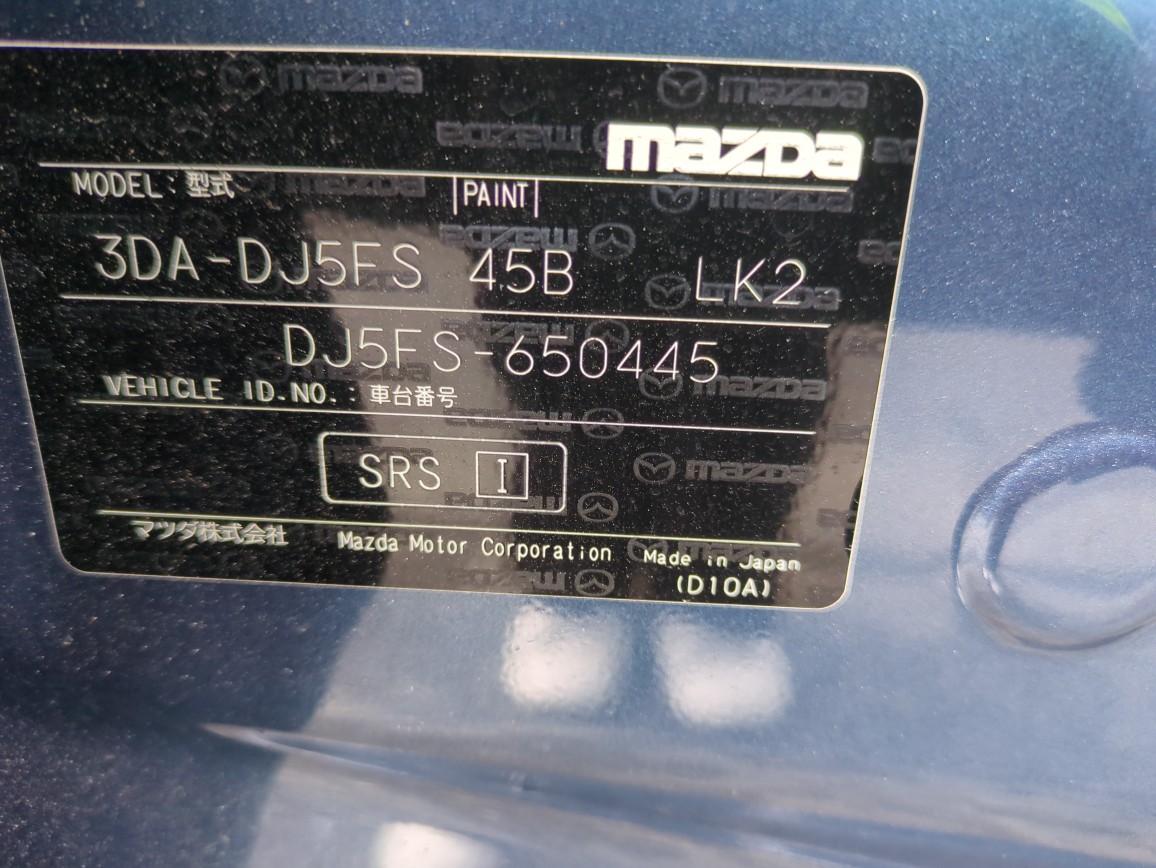 mazda
MODEL : 型式 PAINT
3DA-DJ5FS 45B LK2
DJ5FS-650445
VEHICLE ID.NO. : 車台番号
SRS I
マツダ株式会社 Mazda Motor Corporation Made in Japan
(D10A)